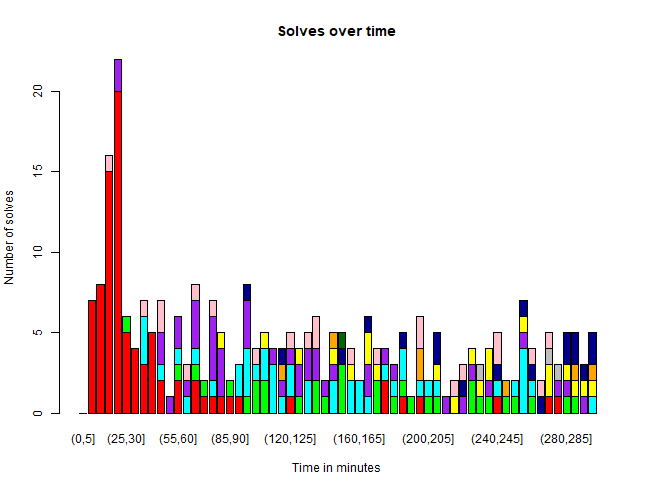 Solves over time
Number of solves
20
15
10
5
0
(0,5] (25,30] (55,60] (85,90] (120,125] (160,165] (200,205] (240,245] (280,285]
Time in minutes